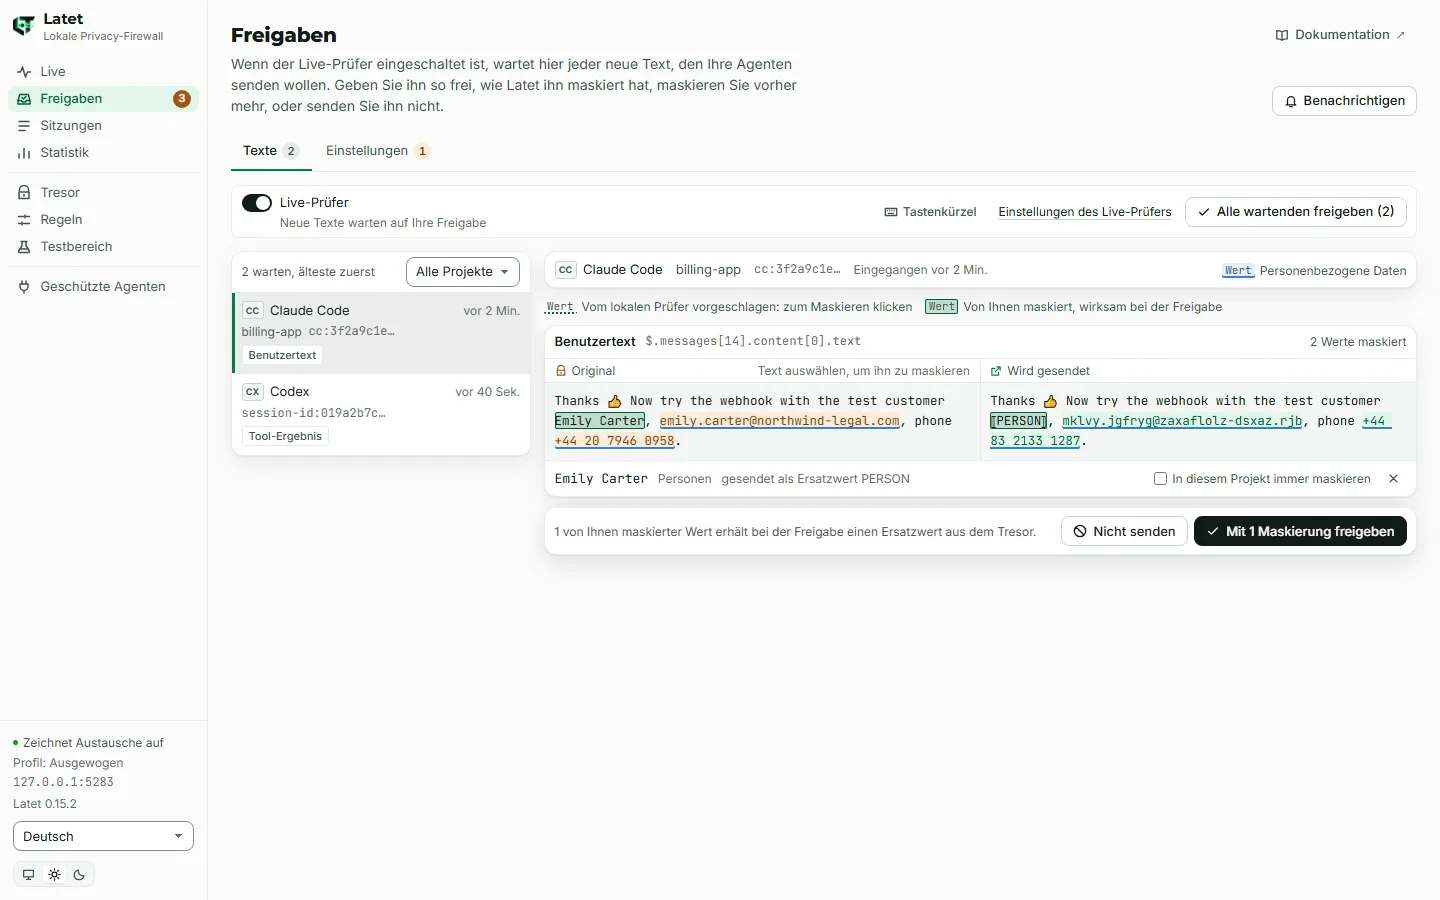 Latet
Lokale Privacy-Firewall
Live
Freigaben 3
Sitzungen
Statistik
Tresor
Regeln
Testbereich
Geschützte Agenten
Zeichnet Austausche auf
Profil: Ausgewogen
127.0.0.1:5283
Latet 0.15.2
Deutsch
Freigaben
Dokumentation ↗
Wenn der Live-Prüfer eingeschaltet ist, wartet hier jeder neue Text, den Ihre Agenten
senden wollen. Geben Sie ihn so frei, wie Latet ihn maskiert hat, maskieren Sie vorher
mehr, oder senden Sie ihn nicht.
Benachrichtigen
Texte 2 Einstellungen 1
Live-Prüfer
Neue Texte warten auf Ihre Freigabe
Tastenkürzel Einstellungen des Live-Prüfers Alle wartenden freigeben (2)
2 warten, älteste zuerst Alle Projekte
CC Claude Code vor 2 Min.
billing-app cc:3f2a9c1e…
Benutzertext
CX Codex vor 40 Sek.
session-id:019a2b7c…
Tool-Ergebnis
CC Claude Code billing-app cc:3f2a9c1e… Eingegangen vor 2 Min. Wert Personenbezogene Daten
Wert Vom lokalen Prüfer vorgeschlagen: zum Maskieren klicken Wert Von Ihnen maskiert, wirksam bei der Freigabe
Benutzertext $.messages[14].content[0].text 2 Werte maskiert
Original Text auswählen, um ihn zu maskieren
Thanks 👍 Now try the webhook with the test customer
Emily Carter, emily.carter@northwind-legal.com, phone
+44 20 7946 0958.
Wird gesendet
Thanks 👍 Now try the webhook with the test customer
[PERSON], mklvy.jgfryg@zaxaflolz-dsxaz.rjb, phone +44
83 2133 1287.
Emily Carter Personen gesendet als Ersatzwert PERSON In diesem Projekt immer maskieren ×
1 von Ihnen maskierter Wert erhält bei der Freigabe einen Ersatzwert aus dem Tresor. Nicht senden Mit 1 Maskierung freigeben